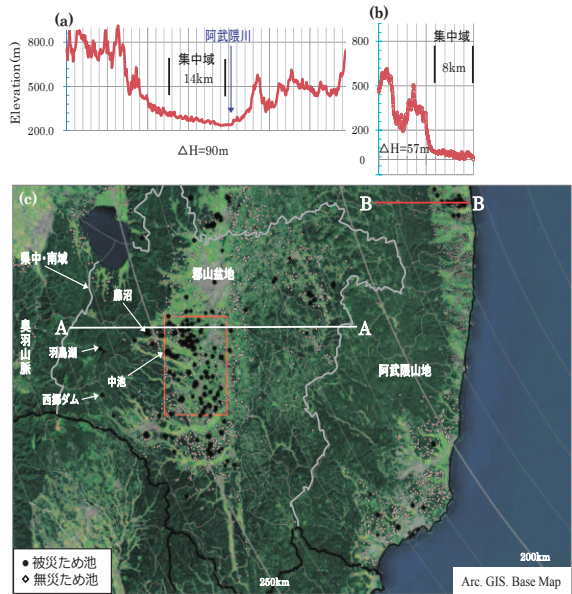 (a)
阿武隈川
集中域
14km
Elevation(m)
800.0
500.0
200.0
△H=90m
(b)
集中域
8km
800
600
400
200
0
△H=57m
(c)
B B
県中・南域
郡山盆地
藤沼
A A
奥羽山脈
羽鳥湖
中池
阿武隈山地
西郷ダム
● 被災ため池
◇ 無災ため池
250km
200km
Arc. GIS. Base Map